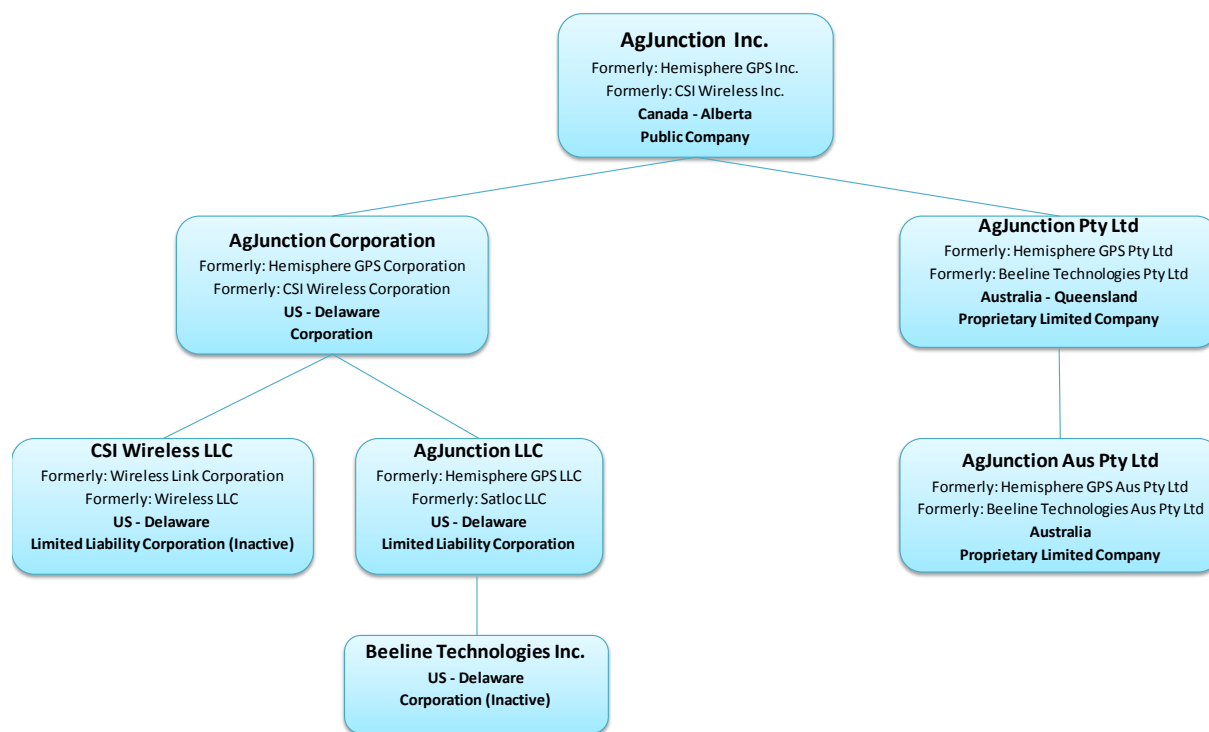 AgJunction Inc.
Formerly: Hemisphere GPS Inc.
Formerly: CSI Wireless Inc.
Canada - Alberta
Public Company
AgJunction Corporation
Formerly: Hemisphere GPS Corporation
Formerly: CSI Wireless Corporation
US - Delaware
Corporation
AgJunction Pty Ltd
Formerly: Hemisphere GPS Pty Ltd
Formerly: Beeline Technologies Pty Ltd
Australia - Queensland
Proprietary Limited Company
CSI Wireless LLC
Formerly: Wireless Link Corporation
Formerly: Wireless LLC
US - Delaware
Limited Liability Corporation (Inactive)
AgJunction LLC
Formerly: Hemisphere GPS LLC
Formerly: Satloc LLC
US - Delaware
Limited Liability Corporation
AgJunction Aus Pty Ltd
Formerly: Hemisphere GPS Aus Pty Ltd
Formerly: Beeline Technologies Aus Pty Ltd
Australia
Proprietary Limited Company
Beeline Technologies Inc.
US - Delaware
Corporation (Inactive)